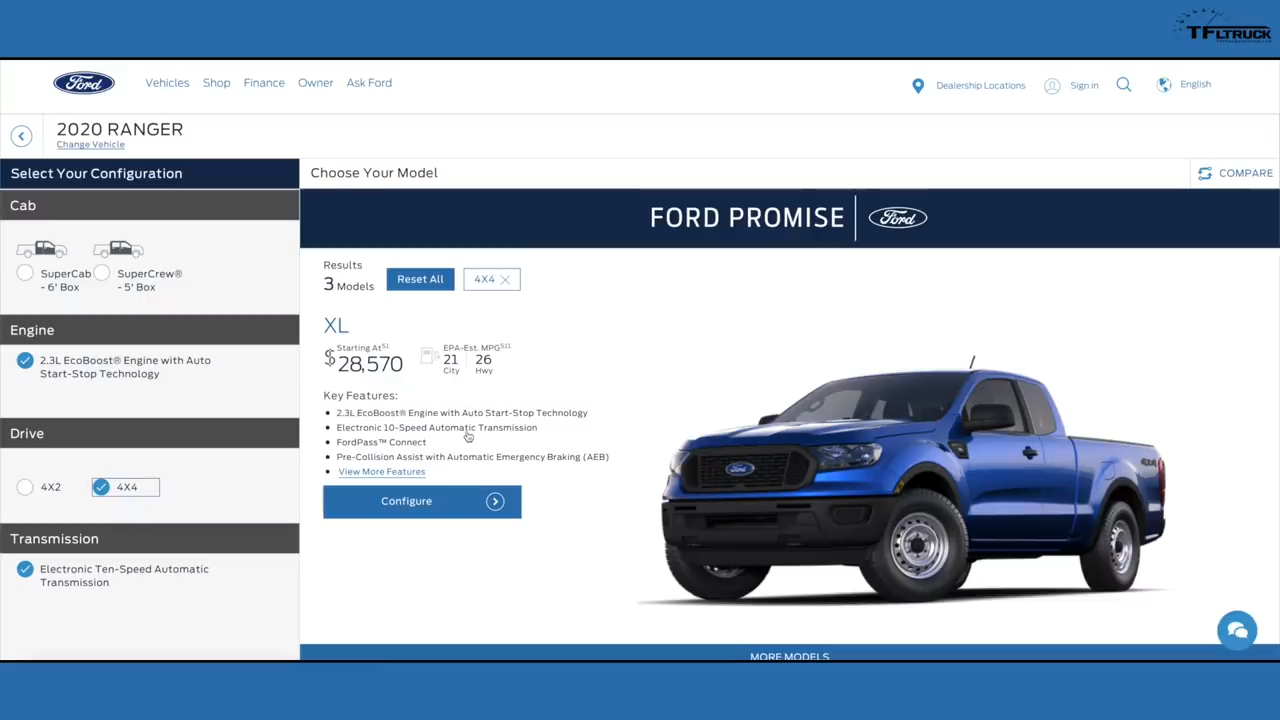 TFLTRUCK
Ford
Vehicles Shop Finance Owner Ask Ford
Dealership Locations Sign in English
2020 RANGER
Change Vehicle
Select Your Configuration
Choose Your Model
COMPARE
Cab
FORD PROMISE Ford
SuperCab - 6' Box
SuperCrew® - 5' Box
Results
3 Models
Reset All
4X4
Engine
2.3L EcoBoost® Engine with Auto
Start-Stop Technology
XL
Starting At
$28,570
EPA-Est. MPG
21 26
City Hwy
Key Features:
2.3L EcoBoost® Engine with Auto Start-Stop Technology
Electronic 10-Speed Automatic Transmission
FordPass™ Connect
Pre-Collision Assist with Automatic Emergency Braking (AEB)
View More Features
Configure
Drive
4X2
4X4
Transmission
Electronic Ten-Speed Automatic
Transmission
Ford
4X4
MORE MODELS